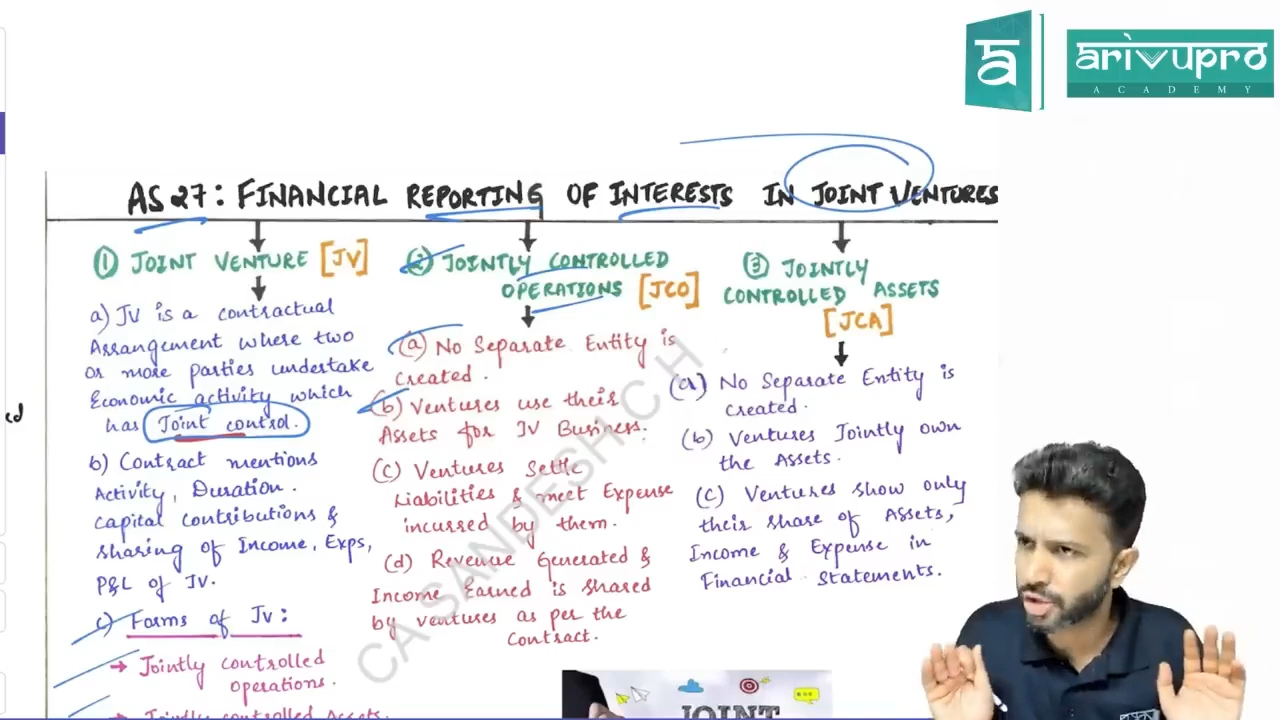 arivupro
ACADEMY
AS 27: FINANCIAL REPORTING OF INTERESTS IN JOINT VENTURES
① JOINT VENTURE [JV]
a) JV is a contractual
Arrangement where two
or more parties undertake
Economic activity which
has Joint control.
b) Contract mentions
Activity, Duration.
Capital contributions &
sharing of Income, Exps,
P&L of JV.
c) Forms of JV:
→ Jointly controlled
operations.
→ Jointly controlled Assets.
② JOINTLY CONTROLLED
OPERATIONS [JCO]
(a) No Separate Entity is
created.
(b) Ventures use their
Assets for JV Business.
(c) Ventures Settle
Liabilities & meet Expense
incurred by them.
(d) Revenue Generated &
Income Earned is shared
by ventures as per the
Contract.
③ JOINTLY
CONTROLLED ASSETS
[JCA]
(a) No Separate Entity is
created.
(b) Ventures Jointly own
the Assets.
(c) Ventures show only
their share of Assets,
Income & Expense in
Financial Statements.
CA SANDESH C H
JOINT
cd